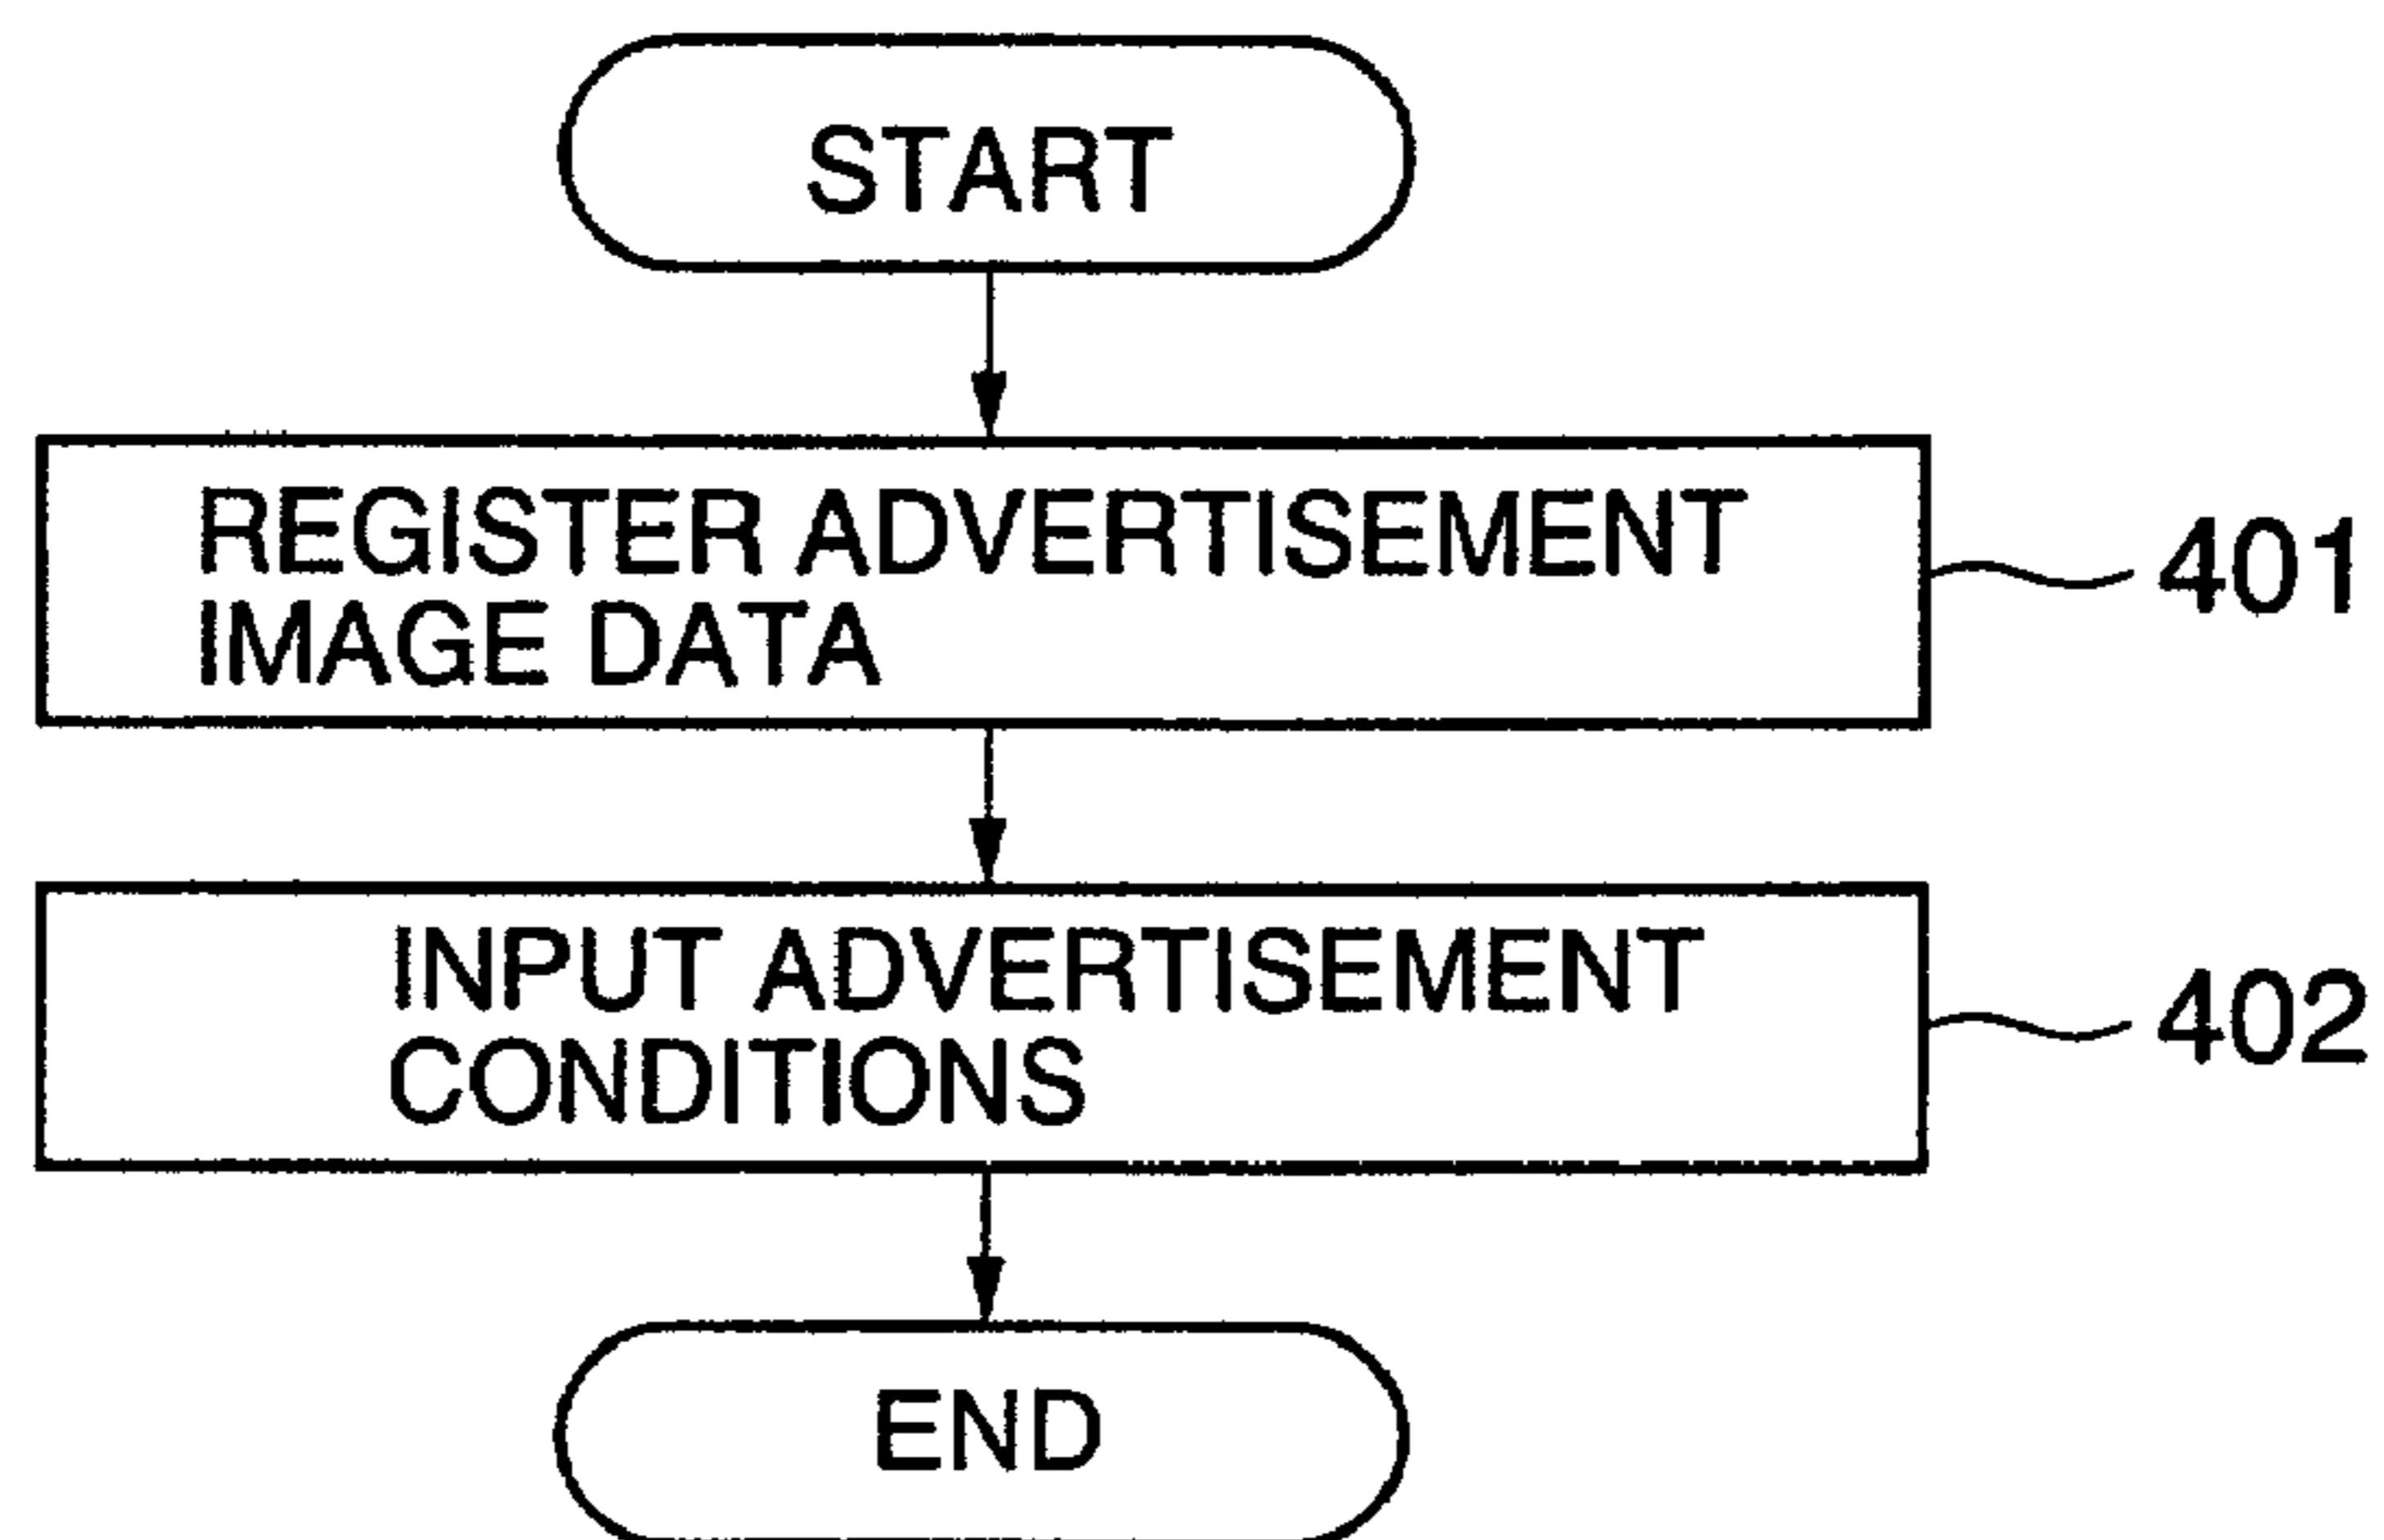 START
REGISTER ADVERTISEMENT
IMAGE DATA
401
INPUT ADVERTISEMENT
CONDITIONS
402
END